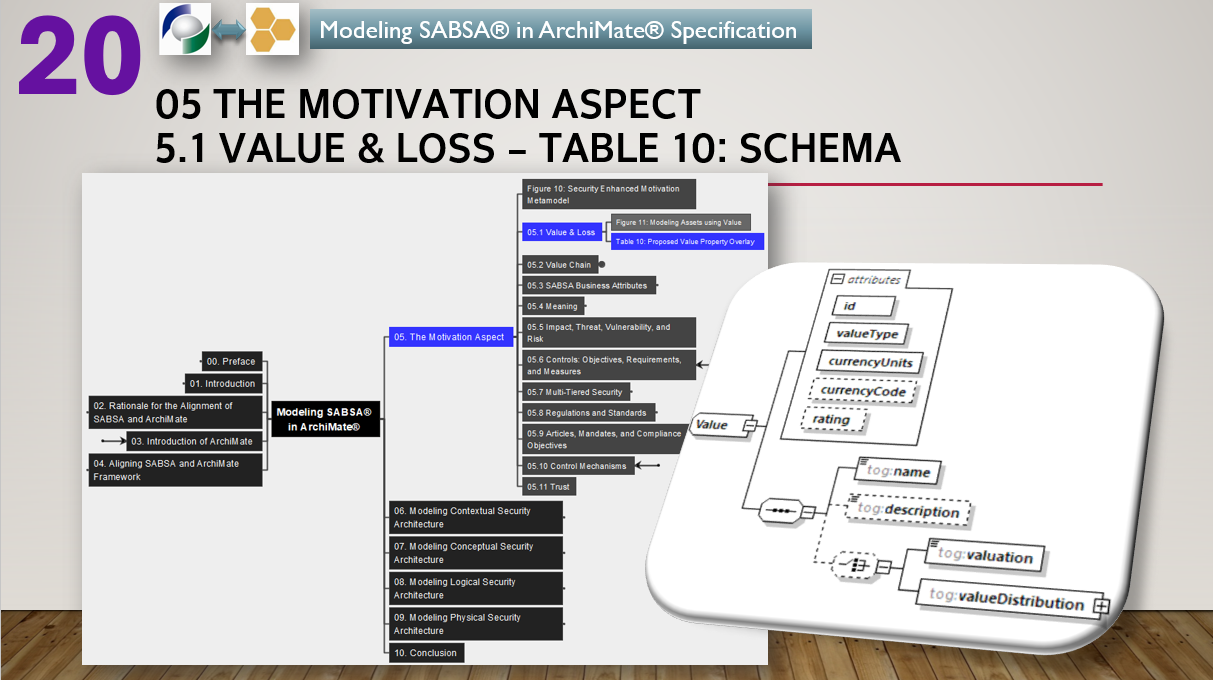 20
Modeling SABSA® in ArchiMate® Specification
05 THE MOTIVATION ASPECT
5.1 VALUE & LOSS – TABLE 10: SCHEMA
00. Preface
01. Introduction
02. Rationale for the Alignment of
SABSA and ArchiMate
03. Introduction of ArchiMate
04. Aligning SABSA and ArchiMate
Framework
Modeling SABSA®
in ArchiMate®
05. The Motivation Aspect
Figure 10: Security Enhanced Motivation
Metamodel
05.1 Value & Loss
Figure 11: Modeling Assets using Value
Table 10: Proposed Value Property Overlay
05.2 Value Chain
05.3 SABSA Business Attributes
05.4 Meaning
05.5 Impact, Threat, Vulnerability, and
Risk
05.6 Controls: Objectives, Requirements,
and Measures
05.7 Multi-Tiered Security
05.8 Regulations and Standards
05.9 Articles, Mandates, and Compliance
Objectives
05.10 Control Mechanisms
05.11 Trust
06. Modeling Contextual Security
Architecture
07. Modeling Conceptual Security
Architecture
08. Modeling Logical Security
Architecture
09. Modeling Physical Security
Architecture
10. Conclusion
attributes
id
valueType
currencyUnits
currencyCode
rating
Value
tog:name
tog:description
tog:valuation
tog:valueDistribution